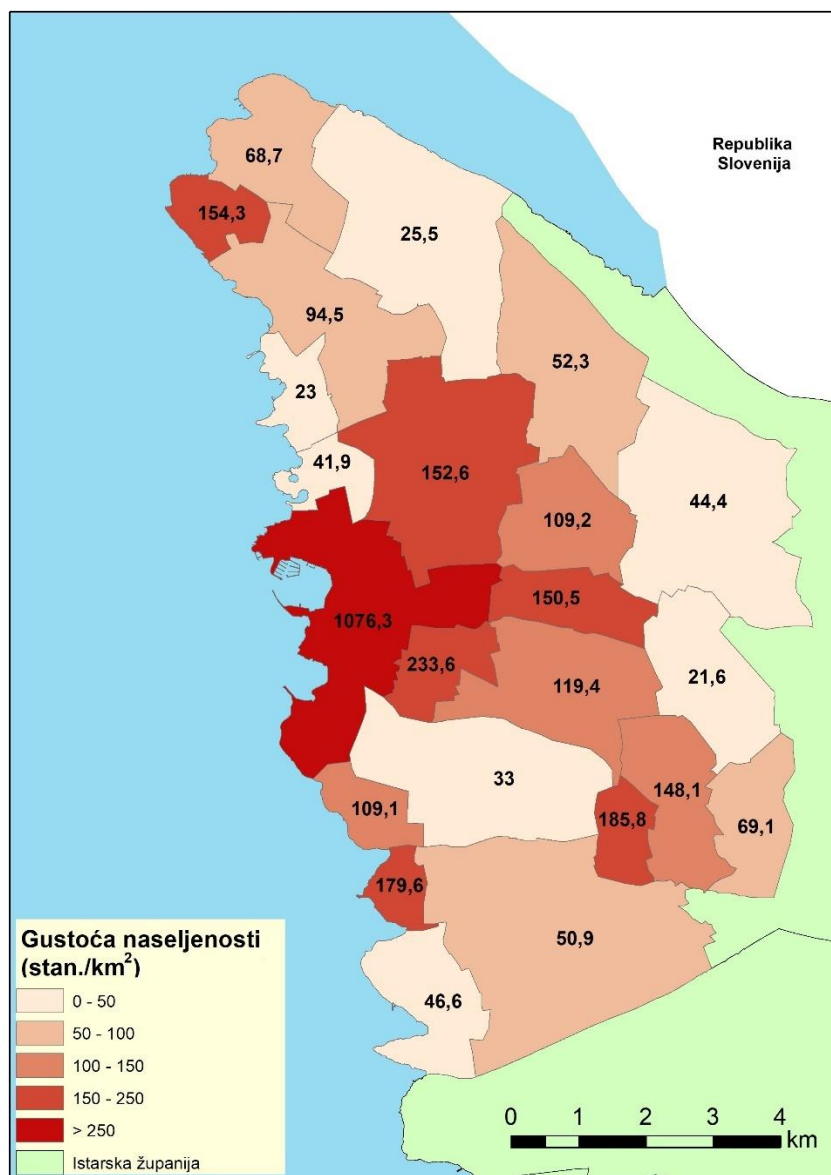 Republika
Slovenija
68,7
154,3
25,5
94,5
52,3
23
41,9
152,6
44,4
109,2
150,5
1076,3
233,6
119,4
21,6
33
148,1
109,1
185,8
69,1
179,6
50,9
46,6
Gustoća naseljenosti
(stan./km²)
0 - 50
50 - 100
100 - 150
150 - 250
> 250
Istarska županija
0 1 2 3 4
km